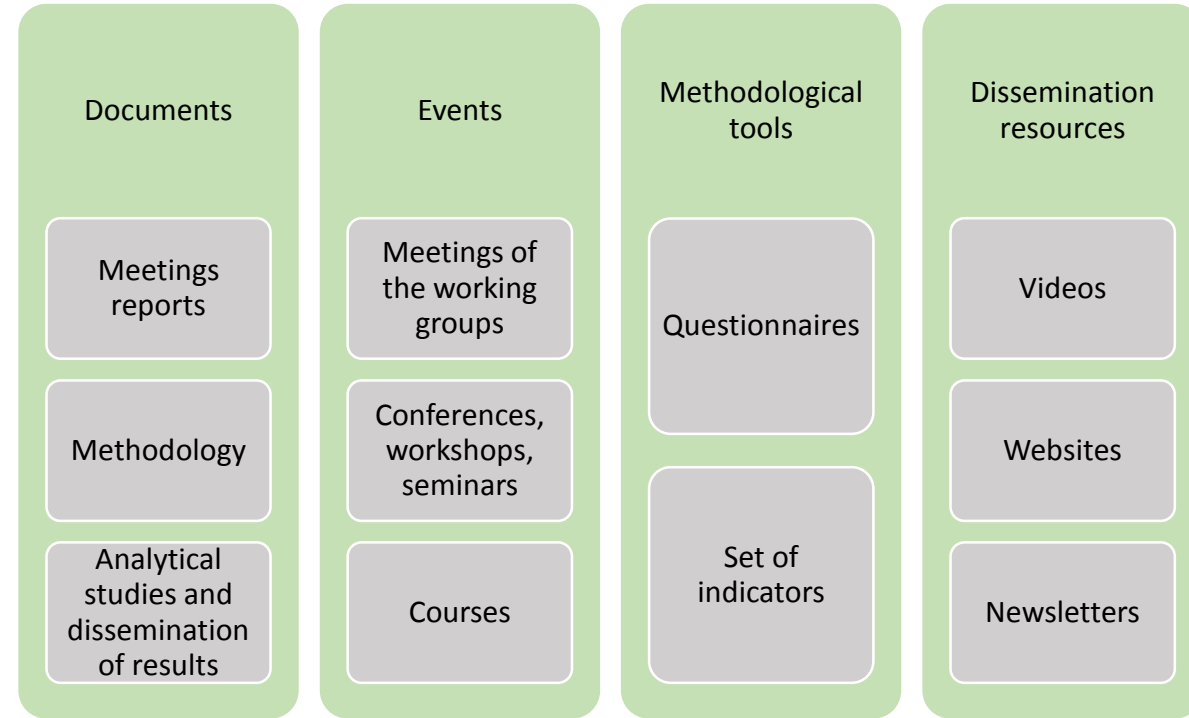 Documents
Meetings
reports
Methodology
Analytical
studies and
dissemination
of results
Events
Meetings of
the working
groups
Conferences,
workshops,
seminars
Courses
Methodological
tools
Questionnaires
Set of
indicators
Dissemination
resources
Videos
Websites
Newsletters